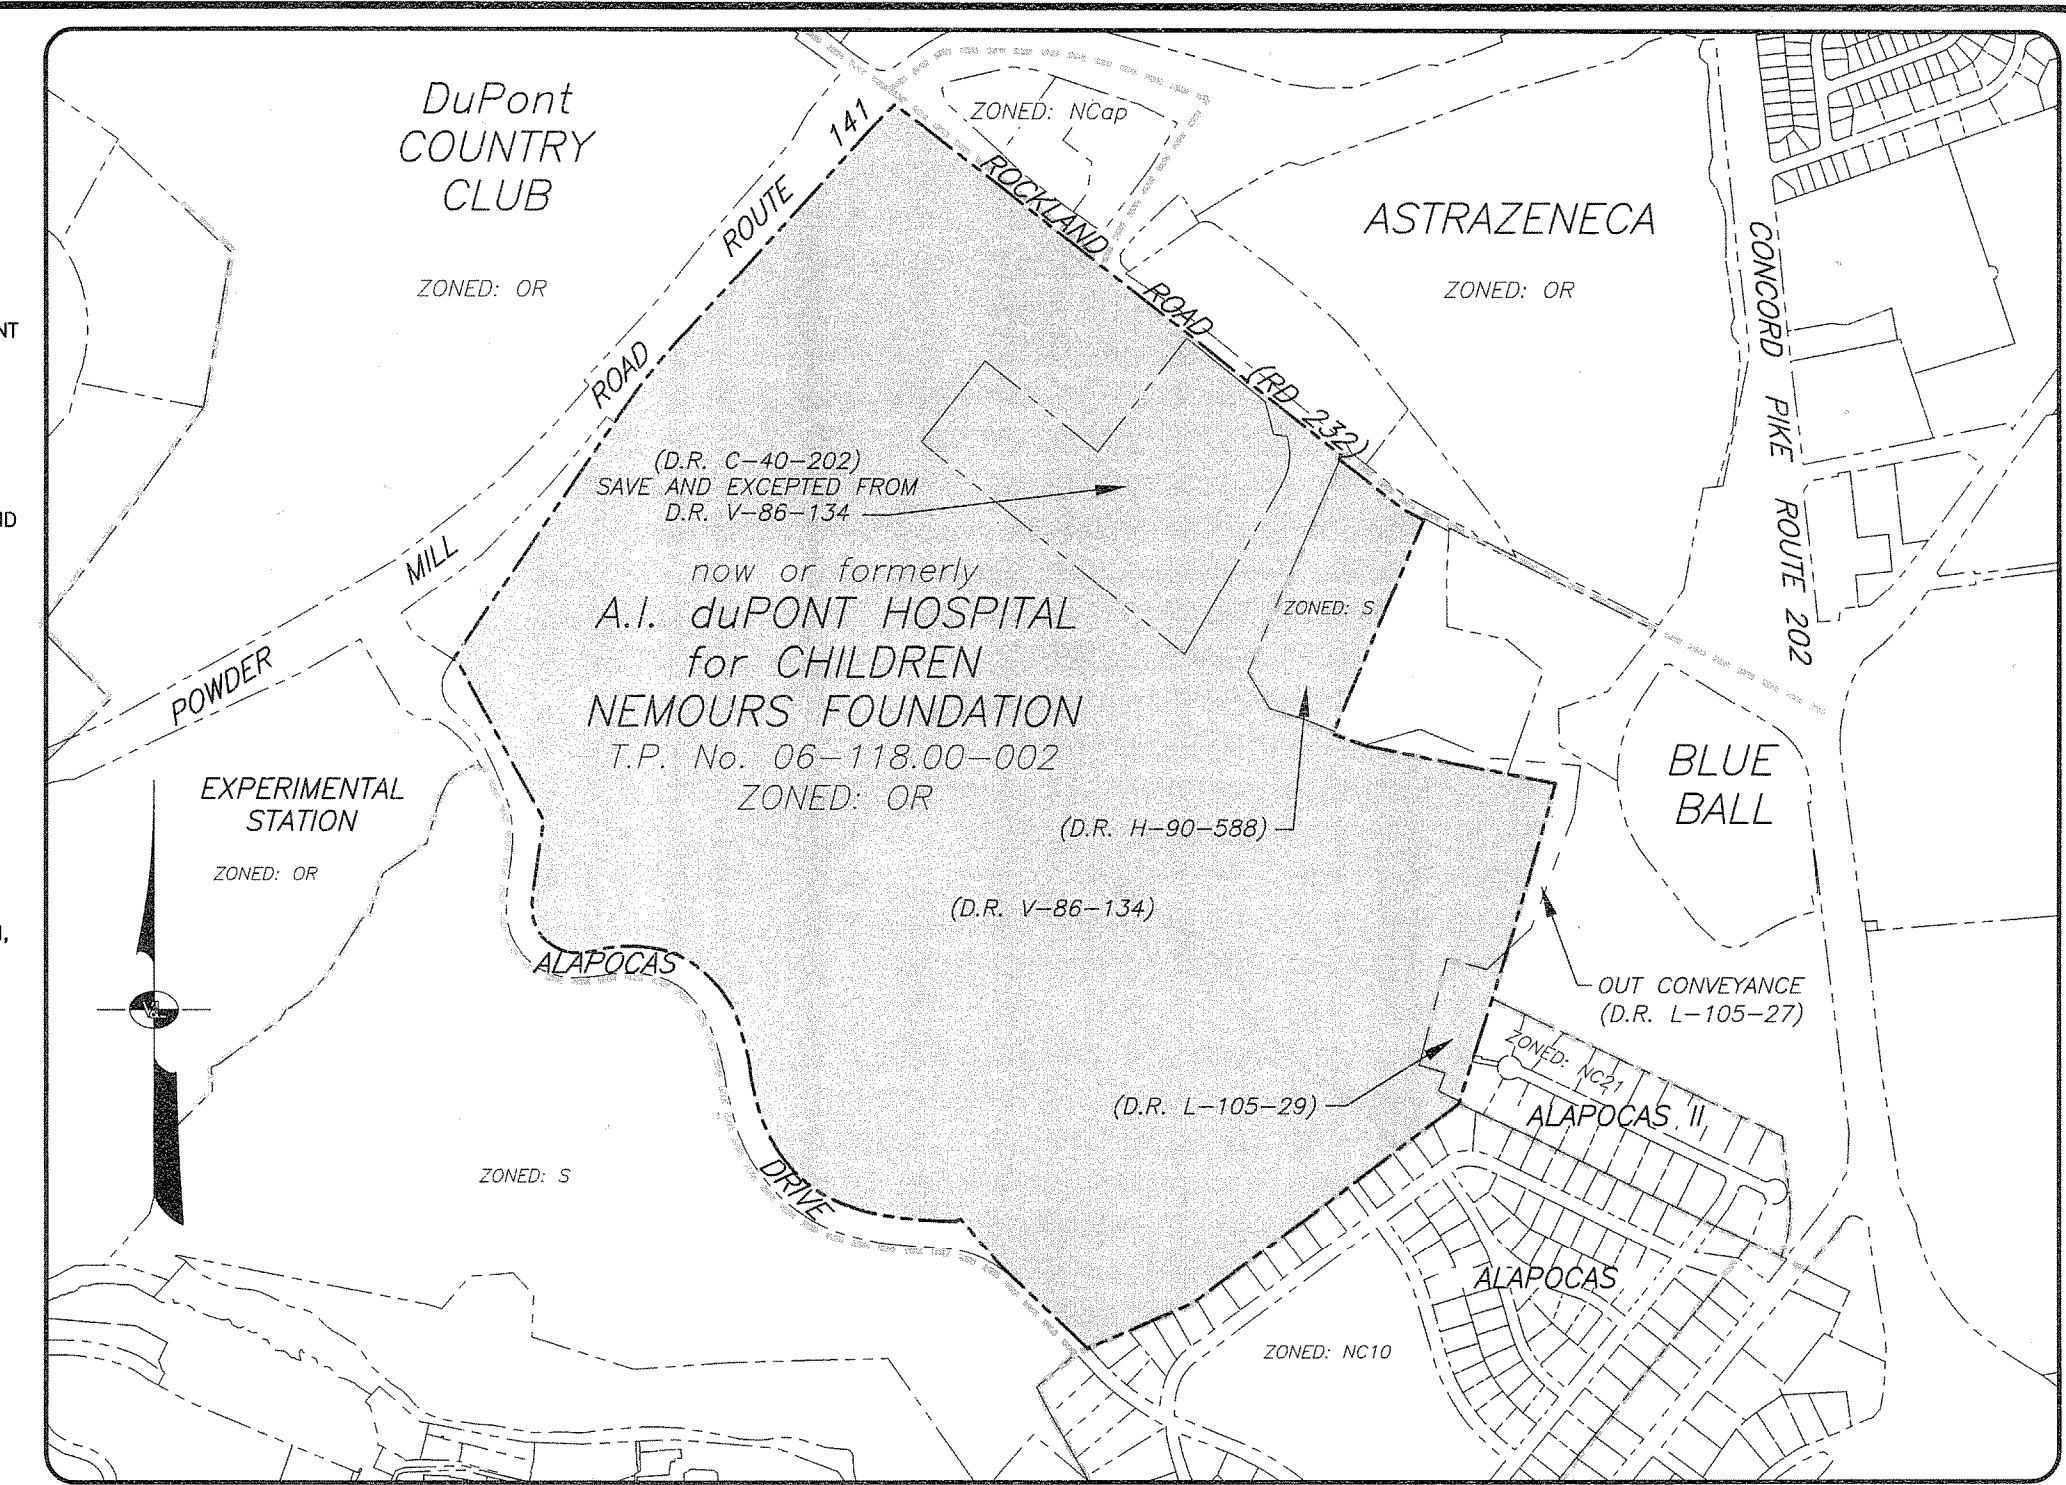 DuPont
COUNTRY
CLUB
ZONED: OR
ROUTE 141
ZONED: NCap
ROCKLAND ROAD (RD 232)
ASTRAZENECA
ZONED: OR
CONCORD PIKE ROUTE 202
NT
ID
(D.R. C-40-202)
SAVE AND EXCEPTED FROM
D.R. V-86-134
now or formerly
A.I. duPONT HOSPITAL
for CHILDREN
NEMOURS FOUNDATION
T.P. No. 06-118.00-002
ZONED: OR
ZONED: S
POWDER MILL ROAD
EXPERIMENTAL
STATION
ZONED: OR
BLUE
BALL
(D.R. H-90-588)
(D.R. V-86-134)
ALAPOCAS DRIVE
OUT CONVEYANCE
(D.R. L-105-27)
ZONED: NC21
ALAPOCAS II
(D.R. L-105-29)
ZONED: S
ALAPOCAS
ZONED: NC10